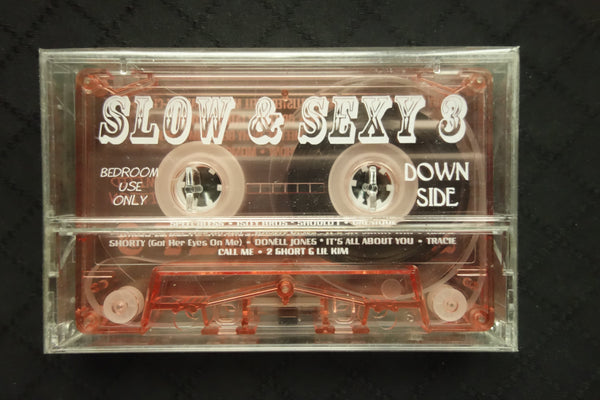 SLOW & SEXY 3
BEDROOM
USE
ONLY
DOWN
SIDE
SHORTY (Got Her Eyes On Me) • DONELL JONES • IT'S ALL ABOUT YOU • TRACIE
CALL ME • 2 SHORT & LIL KIM